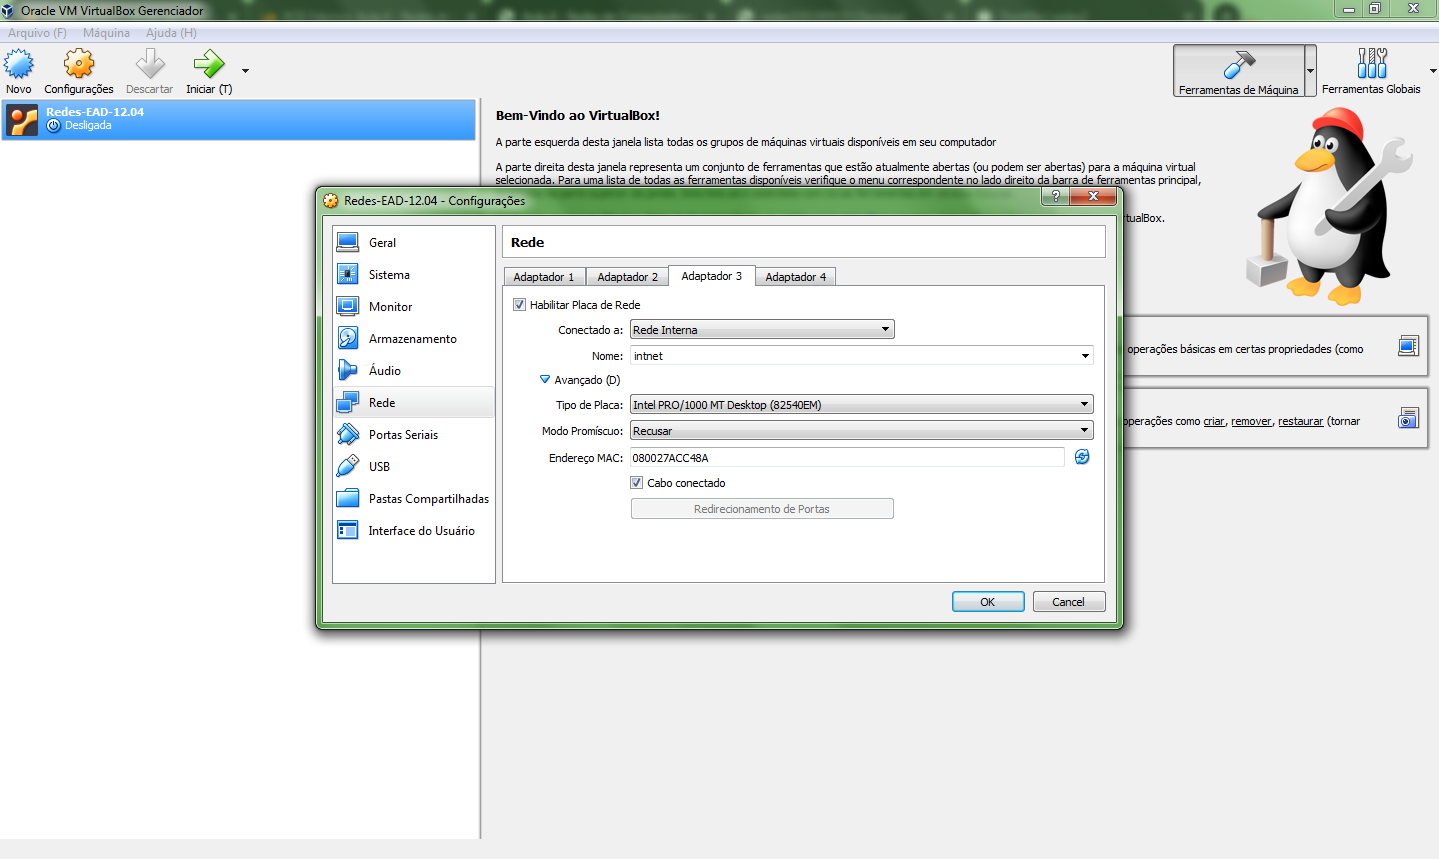 Oracle VM VirtualBox Gerenciador
Arquivo (F) Máquina Ajuda (H)
Novo Configurações Descartar Iniciar (T)
Ferramentas de Máquina Ferramentas Globais
Redes-EAD-12.04
Desligada
Bem-Vindo ao VirtualBox!
A parte esquerda desta janela lista todas os grupos de máquinas virtuais disponíveis em seu computador
A parte direita desta janela representa um conjunto de ferramentas que estão atualmente abertas (ou podem ser abertas) para a máquina virtual
selecionada. Para uma lista de todas as ferramentas disponíveis verifique o menu correspondente no lado direito da barra de ferramentas principal,
rtualBox.
operações básicas em certas propriedades (como
operações como criar, remover, restaurar (tornar
Redes-EAD-12.04 - Configurações
?
Geral
Sistema
Monitor
Armazenamento
Áudio
Rede
Portas Seriais
USB
Pastas Compartilhadas
Interface do Usuário
Rede
Adaptador 1 Adaptador 2 Adaptador 3 Adaptador 4
Habilitar Placa de Rede
Conectado a: Rede Interna
Nome: intnet
Avançado (D)
Tipo de Placa: Intel PRO/1000 MT Desktop (82540EM)
Modo Promíscuo: Recusar
Endereço MAC: 080027ACC48A
Cabo conectado
Redirecionamento de Portas
OK Cancel